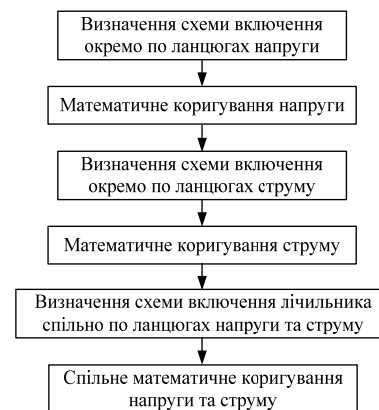 Визначення схеми включення
окремо по ланцюгах напруги
Математичне коригування напруги
Визначення схеми включення
окремо по ланцюгах струму
Математичне коригування струму
Визначення схеми включення лічильника
спільно по ланцюгах напруги та струму
Спільне математичне коригування
напруги та струму